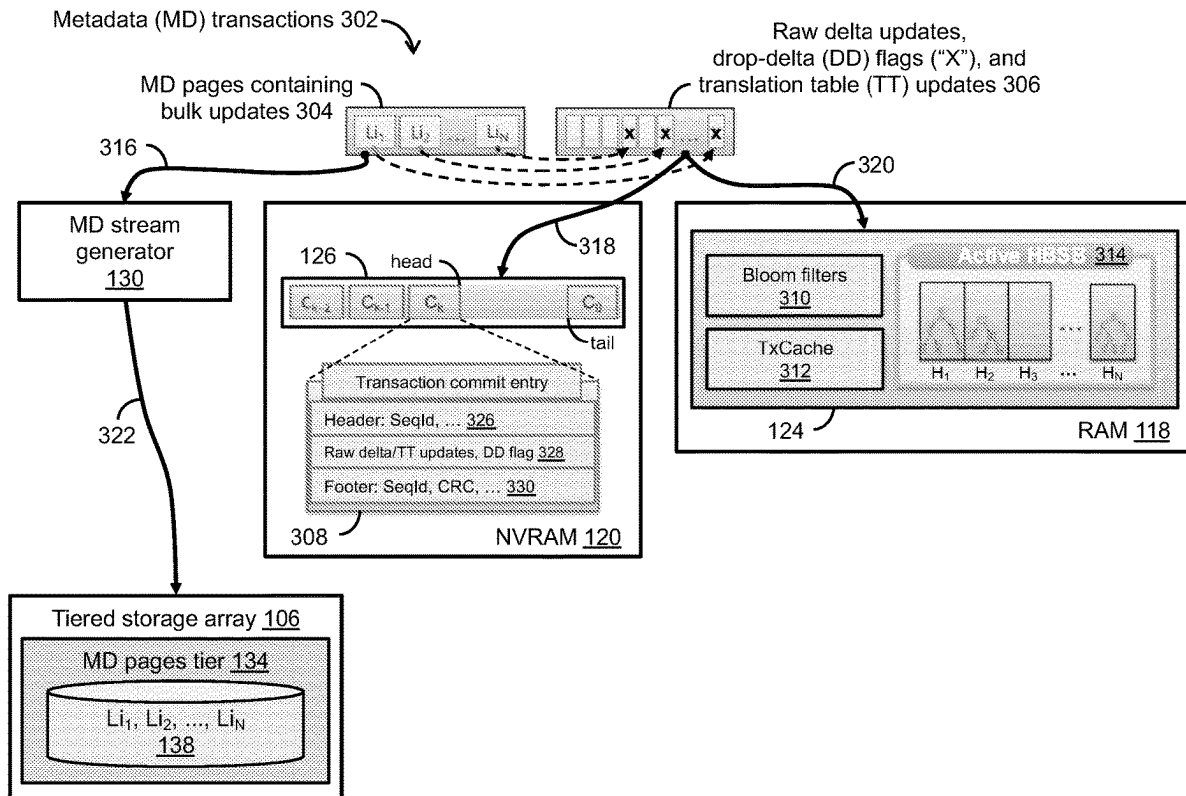 Metadata (MD) transactions 302
Raw delta updates,
drop-delta (DD) flags ("X"), and
translation table (TT) updates 306
MD pages containing
bulk updates 304
Li1 Li2 ... LiN
X X ... X
316
320
318
MD stream
generator
130
126
head
Ck-2 Ck-1 Ck C0
tail
Transaction commit entry
Header: SeqId, ... 326
Raw delta/TT updates, DD flag 328
Footer: SeqId, CRC, ... 330
308
NVRAM 120
Bloom filters
310
TxCache
312
Active HBSB 314
...
H1 H2 H3 ... HN
124
RAM 118
322
Tiered storage array 106
MD pages tier 134
Li1, Li2, ..., LiN
138